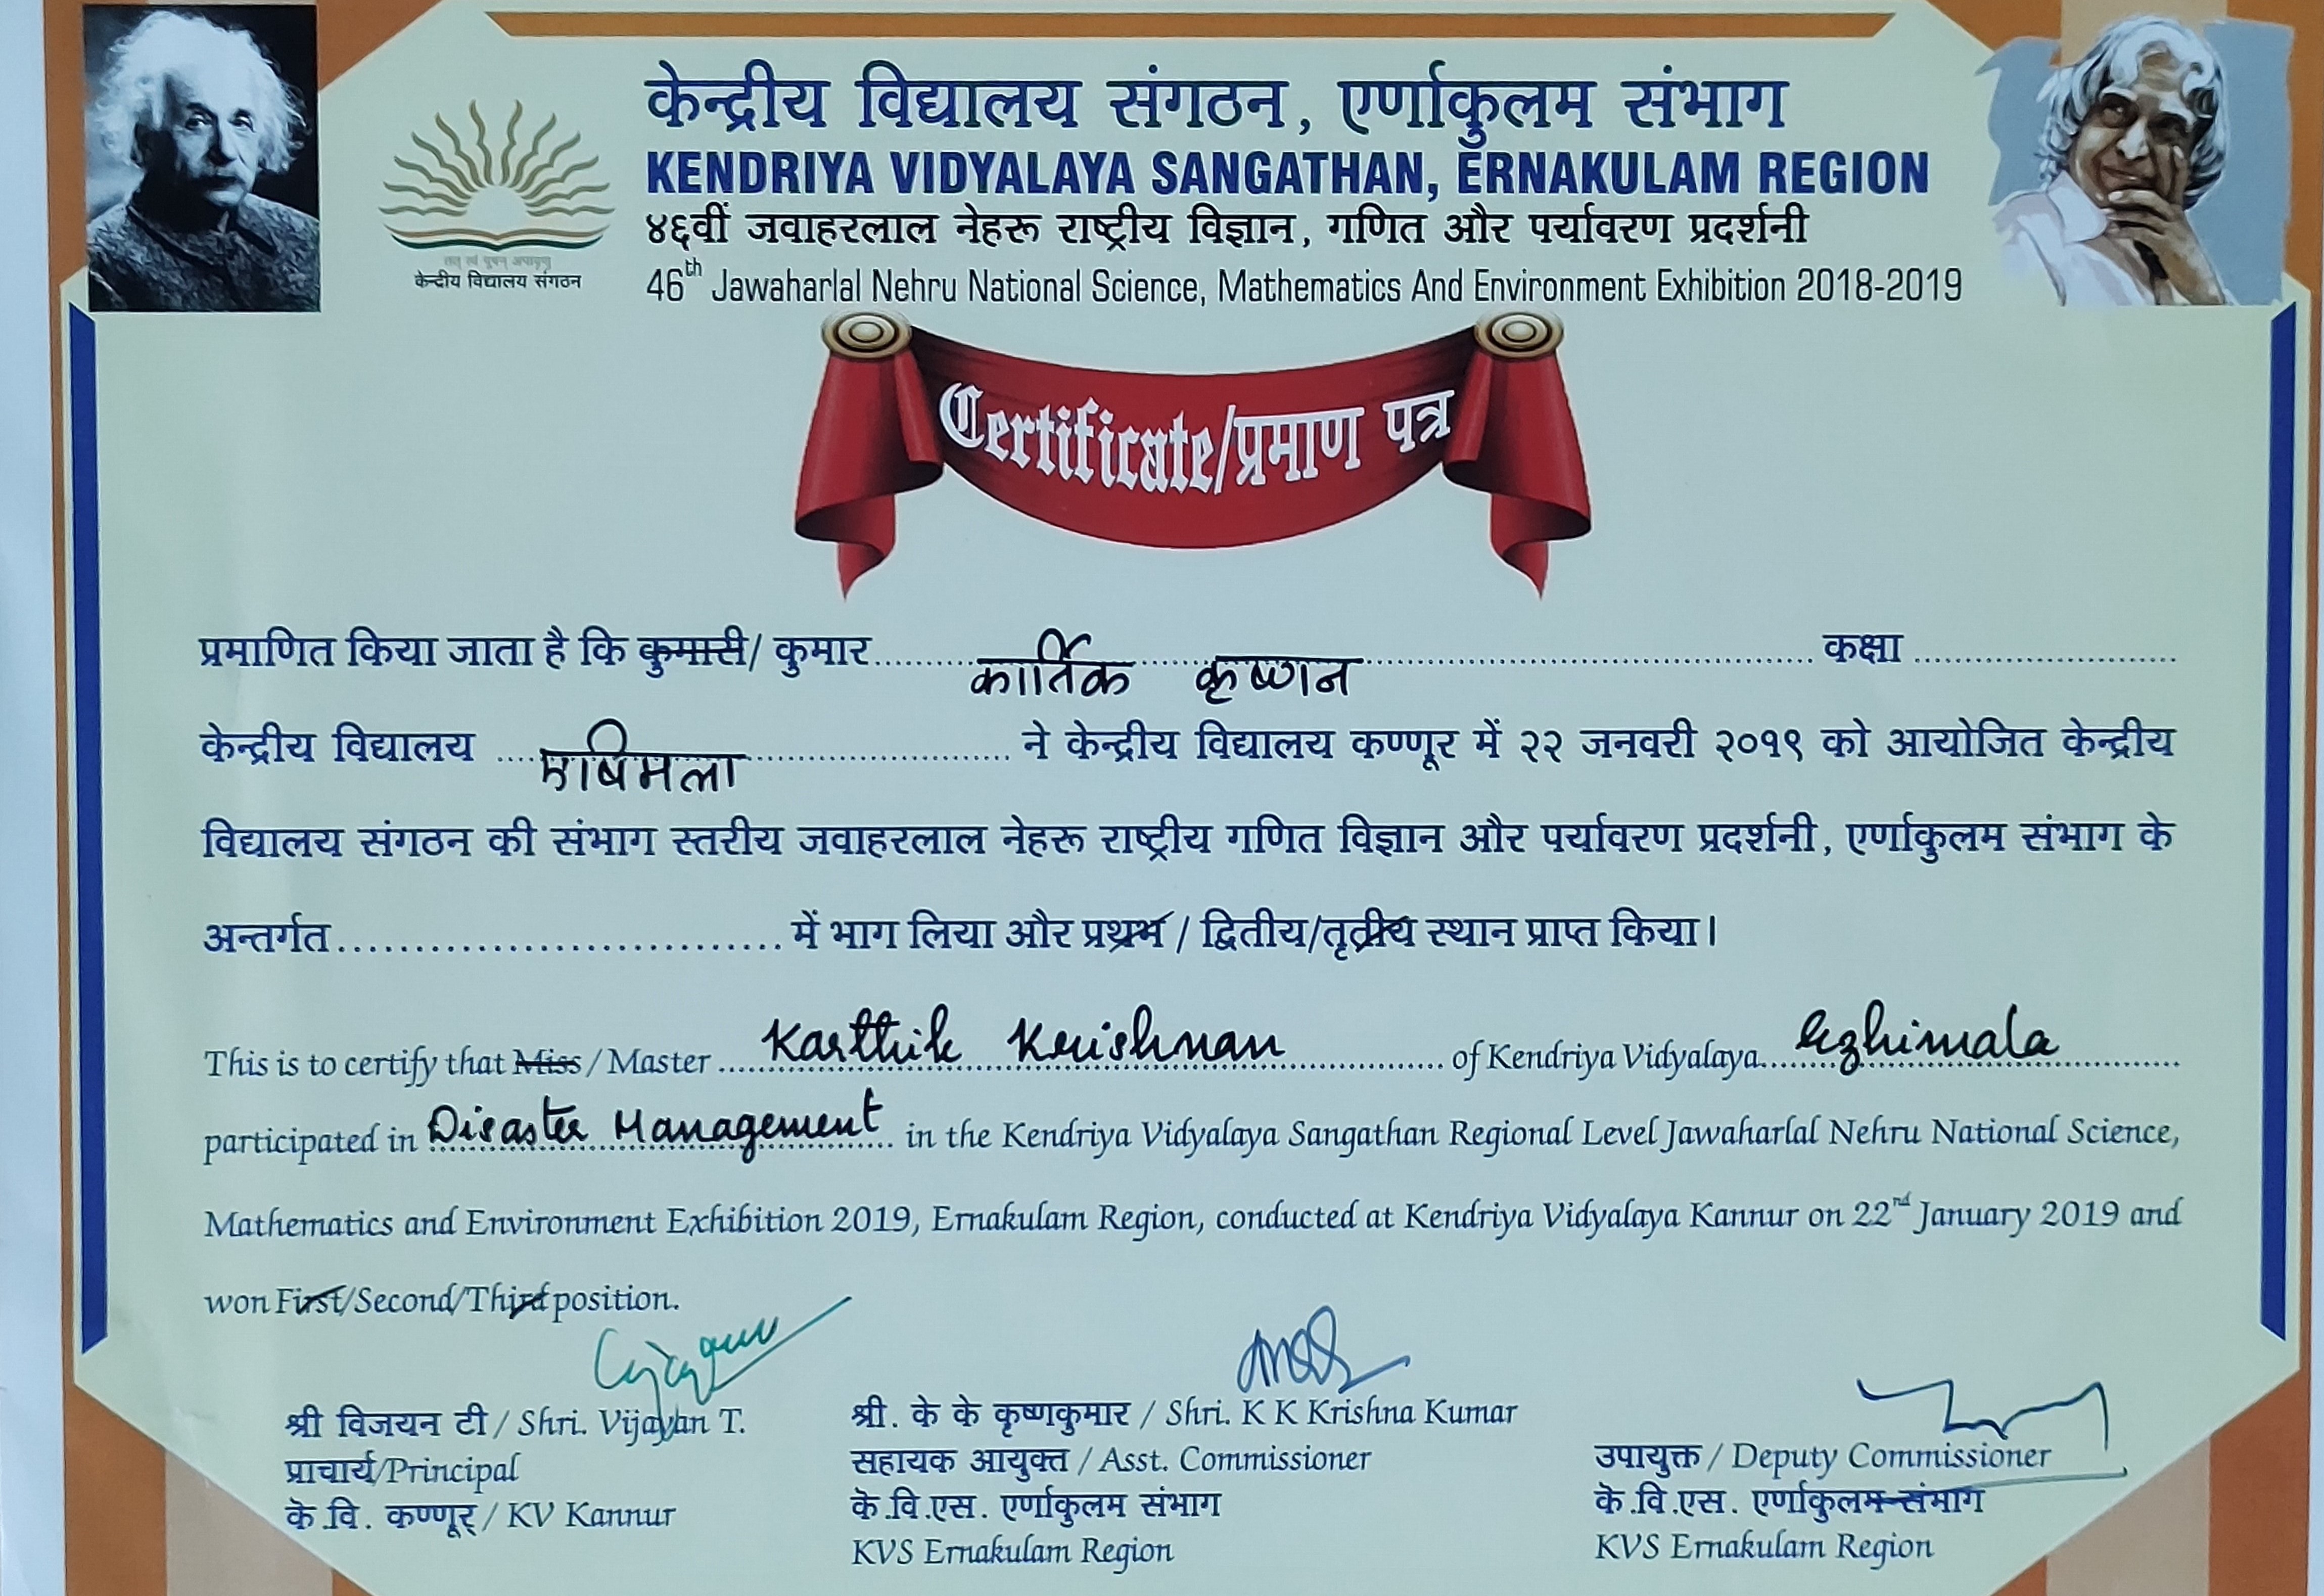 केन्द्रीय विद्यालय संगठन, एर्णाकुलम संभाग
KENDRIYA VIDYALAYA SANGATHAN, ERNAKULAM REGION
४६वीं जवाहरलाल नेहरू राष्ट्रीय विज्ञान, गणित और पर्यावरण प्रदर्शनी
46th Jawaharlal Nehru National Science, Mathematics And Environment Exhibition 2018-2019
तत् त्वं पूषन् अपावृणु
केन्द्रीय विद्यालय संगठन
Certificate/प्रमाण पत्र
प्रमाणित किया जाता है कि कुमारी/ कुमार कार्तिक कृष्णन कक्षा
केन्द्रीय विद्यालय एषिमला ने केन्द्रीय विद्यालय कण्णूर में २२ जनवरी २०१९ को आयोजित केन्द्रीय
विद्यालय संगठन की संभाग स्तरीय जवाहरलाल नेहरू राष्ट्रीय गणित विज्ञान और पर्यावरण प्रदर्शनी, एर्णाकुलम संभाग के
अन्तर्गत में भाग लिया और प्रथम / द्वितीय/तृतीय स्थान प्राप्त किया।
This is to certify that Miss / Master Karthik Krishnan of Kendriya Vidyalaya Ezhimala
participated in Disaster Management in the Kendriya Vidyalaya Sangathan Regional Level Jawaharlal Nehru National Science,
Mathematics and Environment Exhibition 2019, Ernakulam Region, conducted at Kendriya Vidyalaya Kannur on 22nd January 2019 and
won First/Second/Third position.
श्री विजयन टी / Shri. Vijayan T.
प्राचार्य/Principal
के.वि. कण्णूर् / KV Kannur
श्री. के के कृष्णकुमार / Shri. K K Krishna Kumar
सहायक आयुक्त / Asst. Commissioner
के.वि.एस. एर्णाकुलम संभाग
KVS Ernakulam Region
उपायुक्त / Deputy Commissioner
के.वि.एस. एर्णाकुलम संभाग
KVS Ernakulam Region